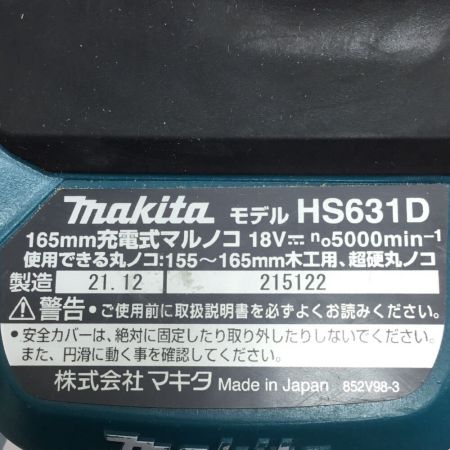 makita モデル HS631D
165mm充電式マルノコ 18V⎓ n₀5000min⁻¹
使用できる丸ノコ:155〜165mm木工用、超硬丸ノコ
製造 21.12 215122
⚠警告・ご使用前に取扱説明書を必ずよくお読みください。
・安全カバーは、絶対に固定したり取り外したりしないでください。
また、円滑に動く事を確認してください。
株式会社 マキタ Made in Japan 852V98-3
makita